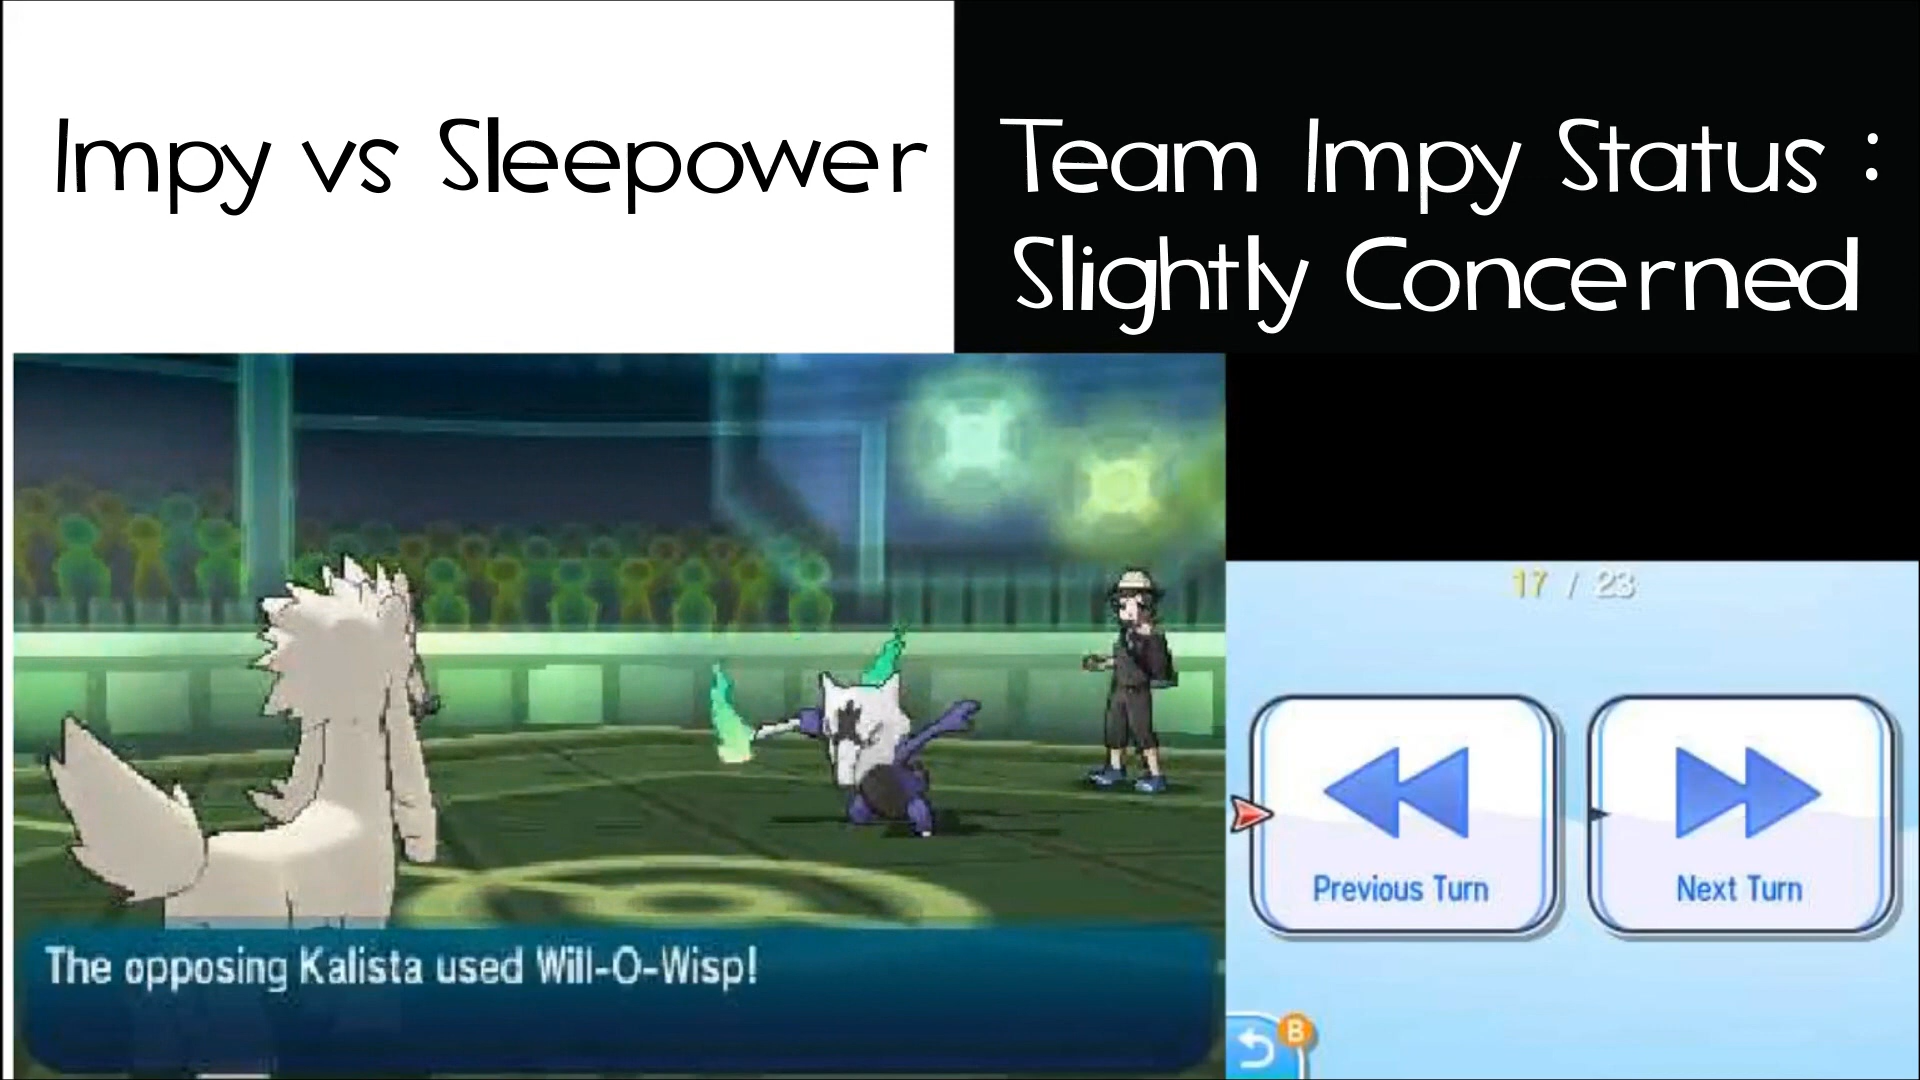 Impy vs Sleepower
Team Impy Status :
Slightly Concerned
17 / 23
Previous Turn
Next Turn
The opposing Kalista used Will-O-Wisp!
B